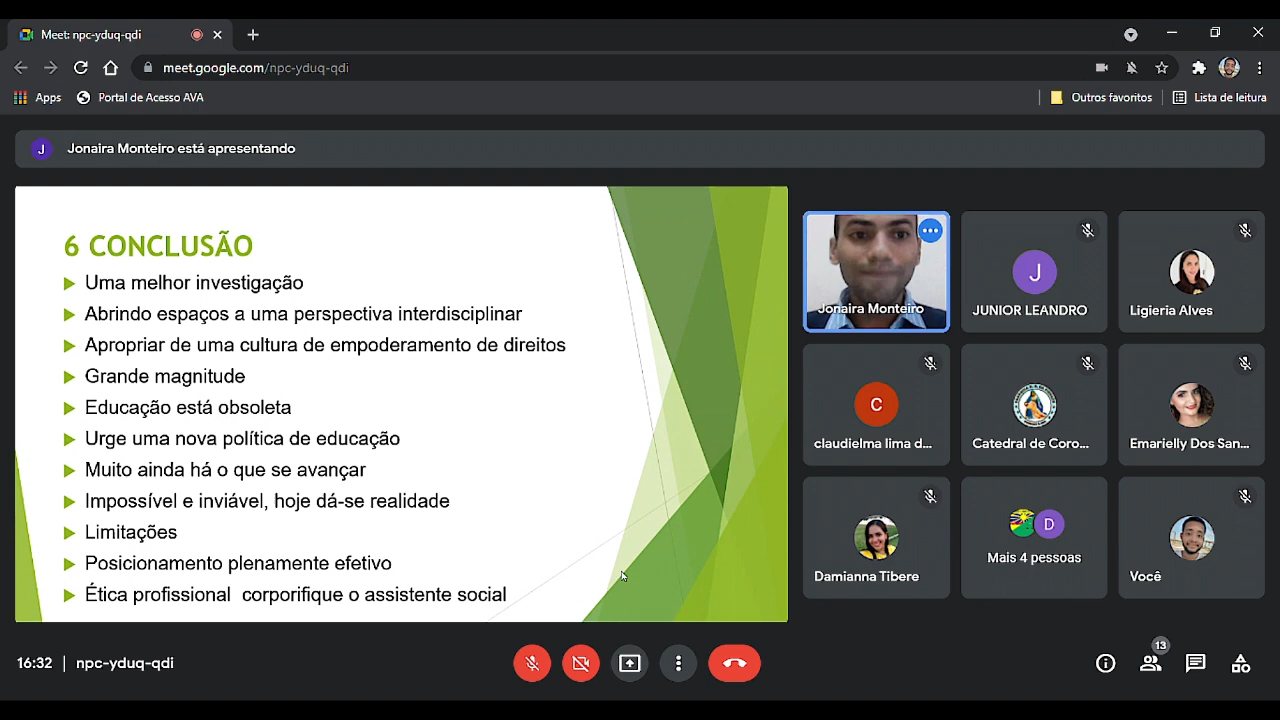 Meet: npc-yduq-qdi
meet.google.com/npc-yduq-qdi
Apps
Portal de Acesso AVA
Outros favoritos
Lista de leitura
J
Jonaira Monteiro está apresentando
6 CONCLUSÃO
Uma melhor investigação
Abrindo espaços a uma perspectiva interdisciplinar
Apropriar de uma cultura de empoderamento de direitos
Grande magnitude
Educação está obsoleta
Urge uma nova política de educação
Muito ainda há o que se avançar
Impossível e inviável, hoje dá-se realidade
Limitações
Posicionamento plenamente efetivo
Ética profissional corporifique o assistente social
Jonaira Monteiro
J
JUNIOR LEANDRO
Ligieria Alves
C
claudielma lima d...
Catedral de Coro...
Emarielly Dos San...
Damianna Tibere
D
Mais 4 pessoas
Você
16:32 | npc-yduq-qdi
13